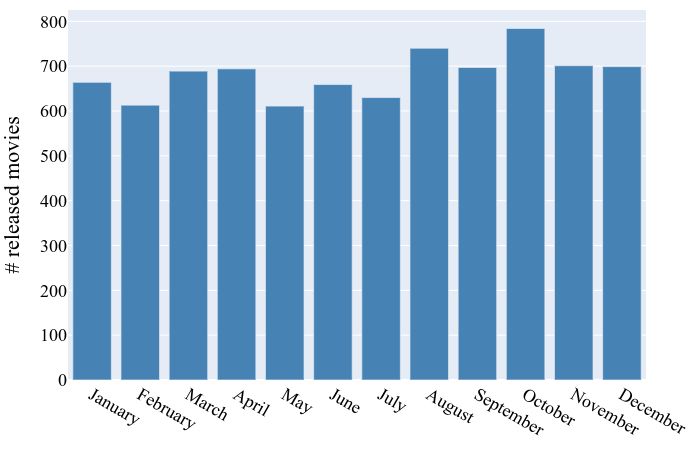 800
700
600
500
400
300
200
100
0
# released movies
January
February
March
April
May
June
July
August
September
October
November
December